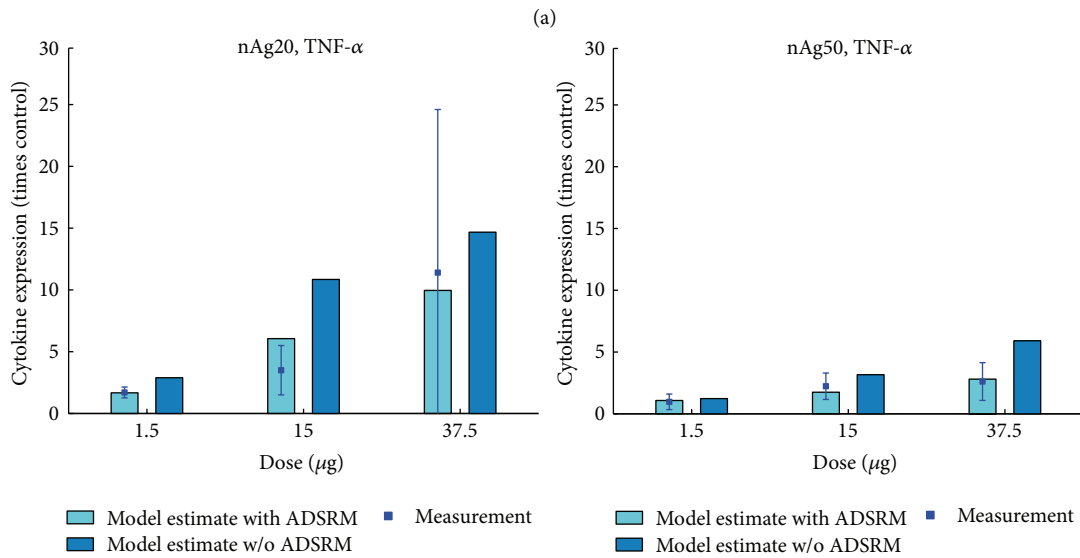 (a)
nAg20, TNF-α
30
25
20
15
10
5
0
Cytokine expression (times control)
1.5
15
37.5
Dose (μg)
Model estimate with ADSRM
Measurement
Model estimate w/o ADSRM
nAg50, TNF-α
30
25
20
15
10
5
0
Cytokine expression (times control)
1.5
15
37.5
Dose (μg)
Model estimate with ADSRM
Measurement
Model estimate w/o ADSRM